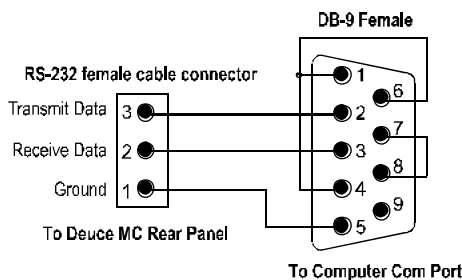 DB-9 Female
RS-232 female cable connector
1
6
Transmit Data 3
2
7
Receive Data 2
3
8
Ground 1
4
9
5
To Deuce MC Rear Panel
To Computer Com Port